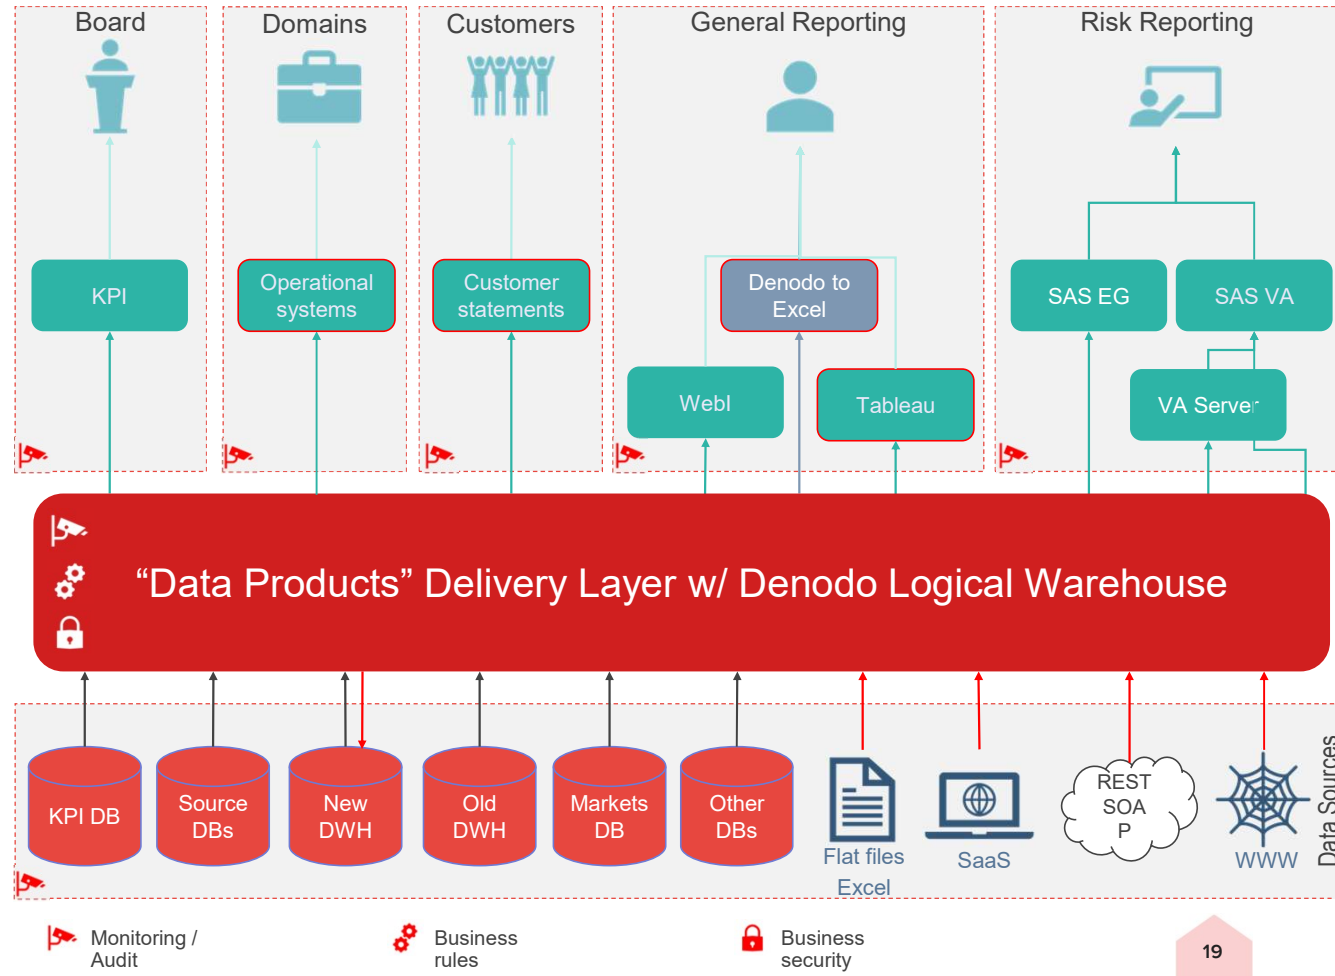 Board
Domains
Customers
General Reporting
Risk Reporting
KPI
Operational
systems
Customer
statements
Denodo to
Excel
SAS EG
SAS VA
WebI
Tableau
VA Server
“Data Products” Delivery Layer w/ Denodo Logical Warehouse
KPI DB
Source
DBs
New
DWH
Old
DWH
Markets
DB
Other
DBs
Flat files
Excel
SaaS
REST
SOA
P
WWW
Data Sources
Monitoring /
Audit
Business
rules
Business
security
19